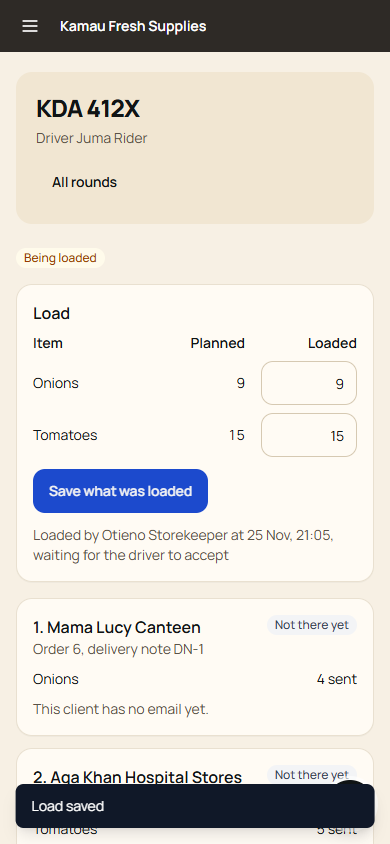 Kamau Fresh Supplies
KDA 412X
Driver Juma Rider
All rounds
Being loaded
Load
Item Planned Loaded
Onions 9 9
Tomatoes 15 15
Save what was loaded
Loaded by Otieno Storekeeper at 25 Nov, 21:05,
waiting for the driver to accept
1. Mama Lucy Canteen Not there yet
Order 6, delivery note DN-1
Onions 4 sent
This client has no email yet.
2. Aga Khan Hospital Stores Not there yet
Load saved
Tomatoes 5 sent